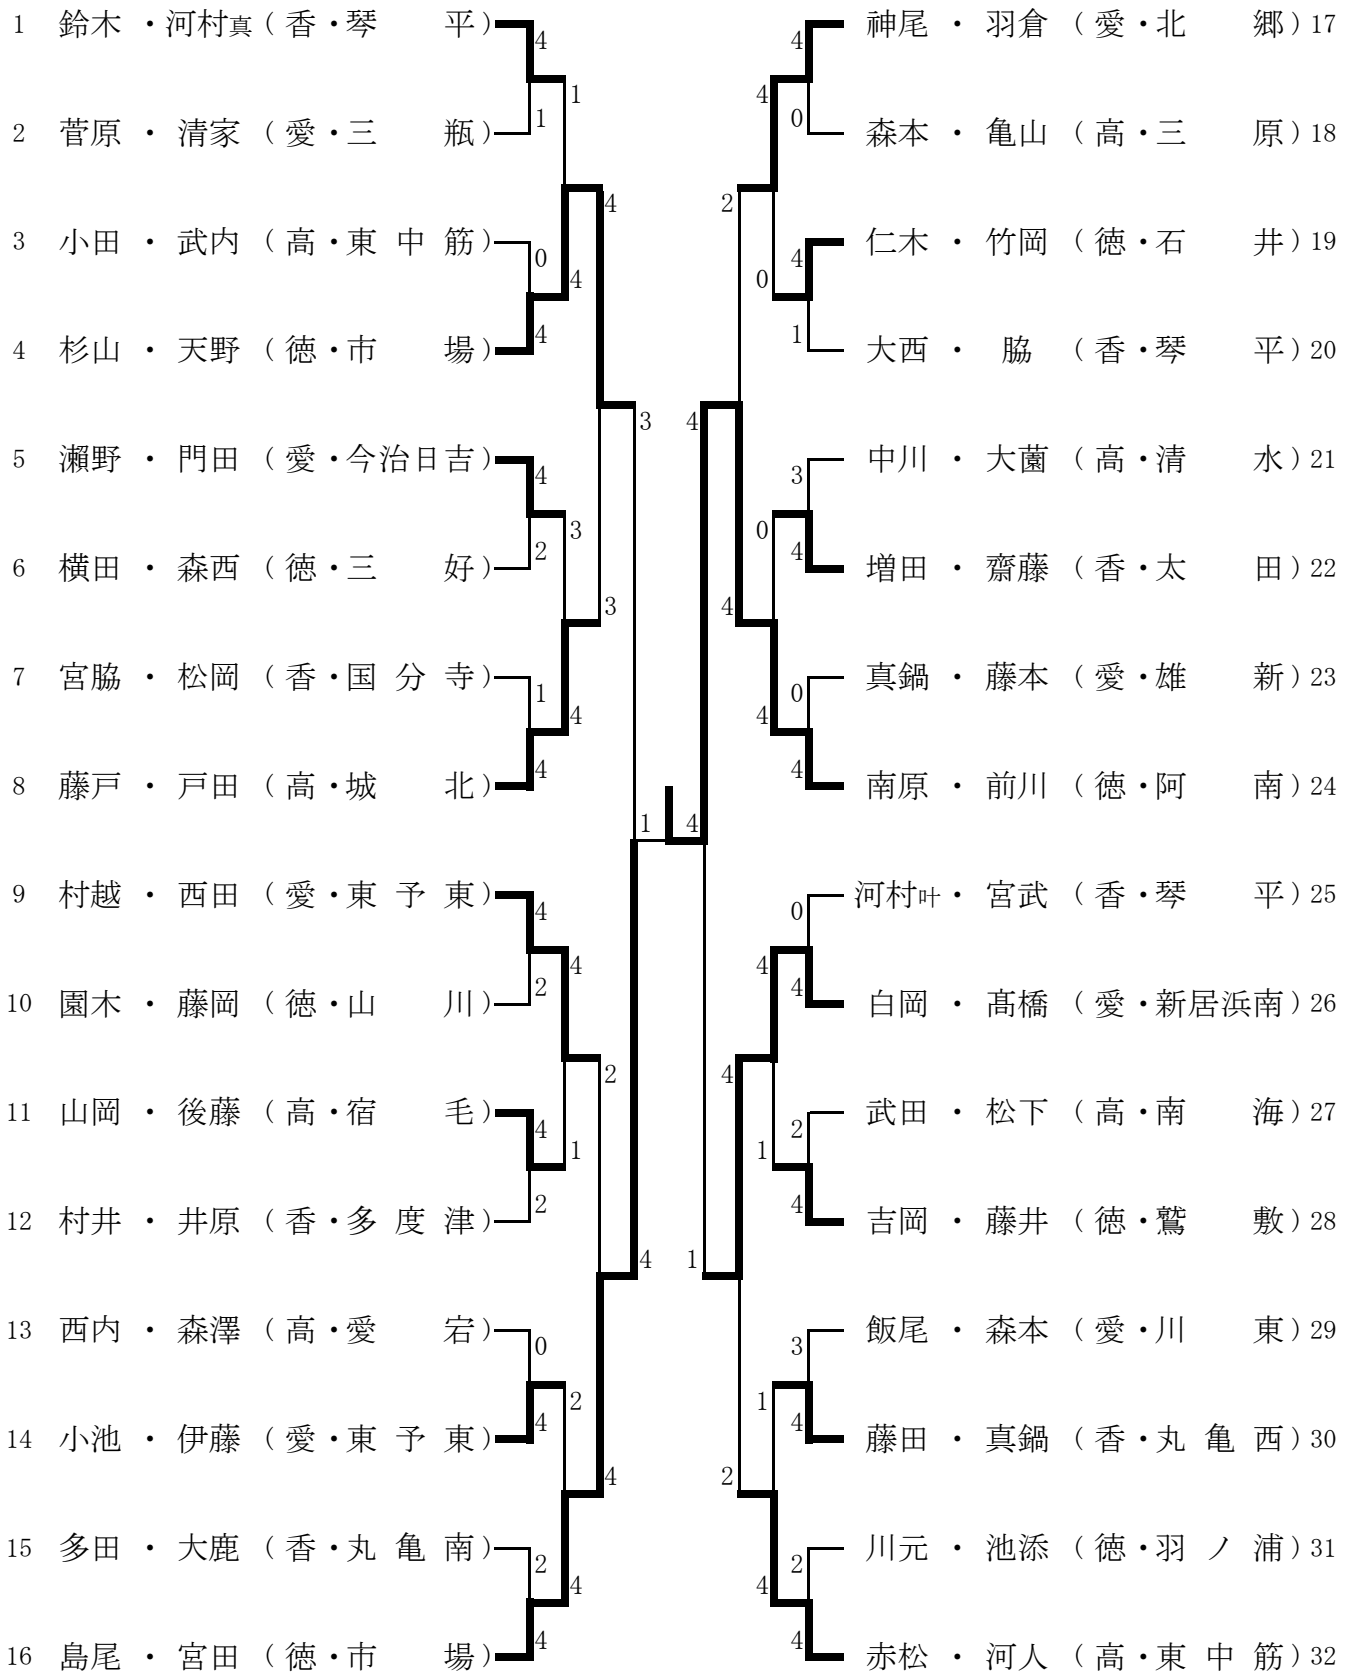 1 鈴木・河村真(香・琴平)
4
1
1
2 菅原・清家(愛・三瓶)
4
3 小田・武内(高・東中筋)
0
4
4
4 杉山・天野(徳・市場)
3
5 瀬野・門田(愛・今治日吉)
4
3
2
6 横田・森西(徳・三好)
3
7 宮脇・松岡(香・国分寺)
1
4
4
8 藤戸・戸田(高・城北)
1 4
9 村越・西田(愛・東予東)
4
4
2
10 園木・藤岡(徳・山川)
2
11 山岡・後藤(高・宿毛)
4
1
2
12 村井・井原(香・多度津)
4
13 西内・森澤(高・愛宕)
0
2
4
14 小池・伊藤(愛・東予東)
4
15 多田・大鹿(香・丸亀南)
2
4
4
16 島尾・宮田(徳・市場)
神尾・羽倉(愛・北郷)17
4
4
0
森本・亀山(高・三原)18
2
仁木・竹岡(徳・石井)19
4
0
1
大西・脇(香・琴平)20
4
中川・大薗(高・清水)21
3
0
4
増田・齋藤(香・太田)22
4
真鍋・藤本(愛・雄新)23
0
4
4
南原・前川(徳・阿南)24
河村叶・宮武(香・琴平)25
0
4
4
白岡・髙橋(愛・新居浜南)26
4
武田・松下(高・南海)27
2
1
4
吉岡・藤井(徳・鷲敷)28
1
飯尾・森本(愛・川東)29
3
1
4
藤田・真鍋(香・丸亀西)30
2
川元・池添(徳・羽ノ浦)31
2
4
4
赤松・河人(高・東中筋)32